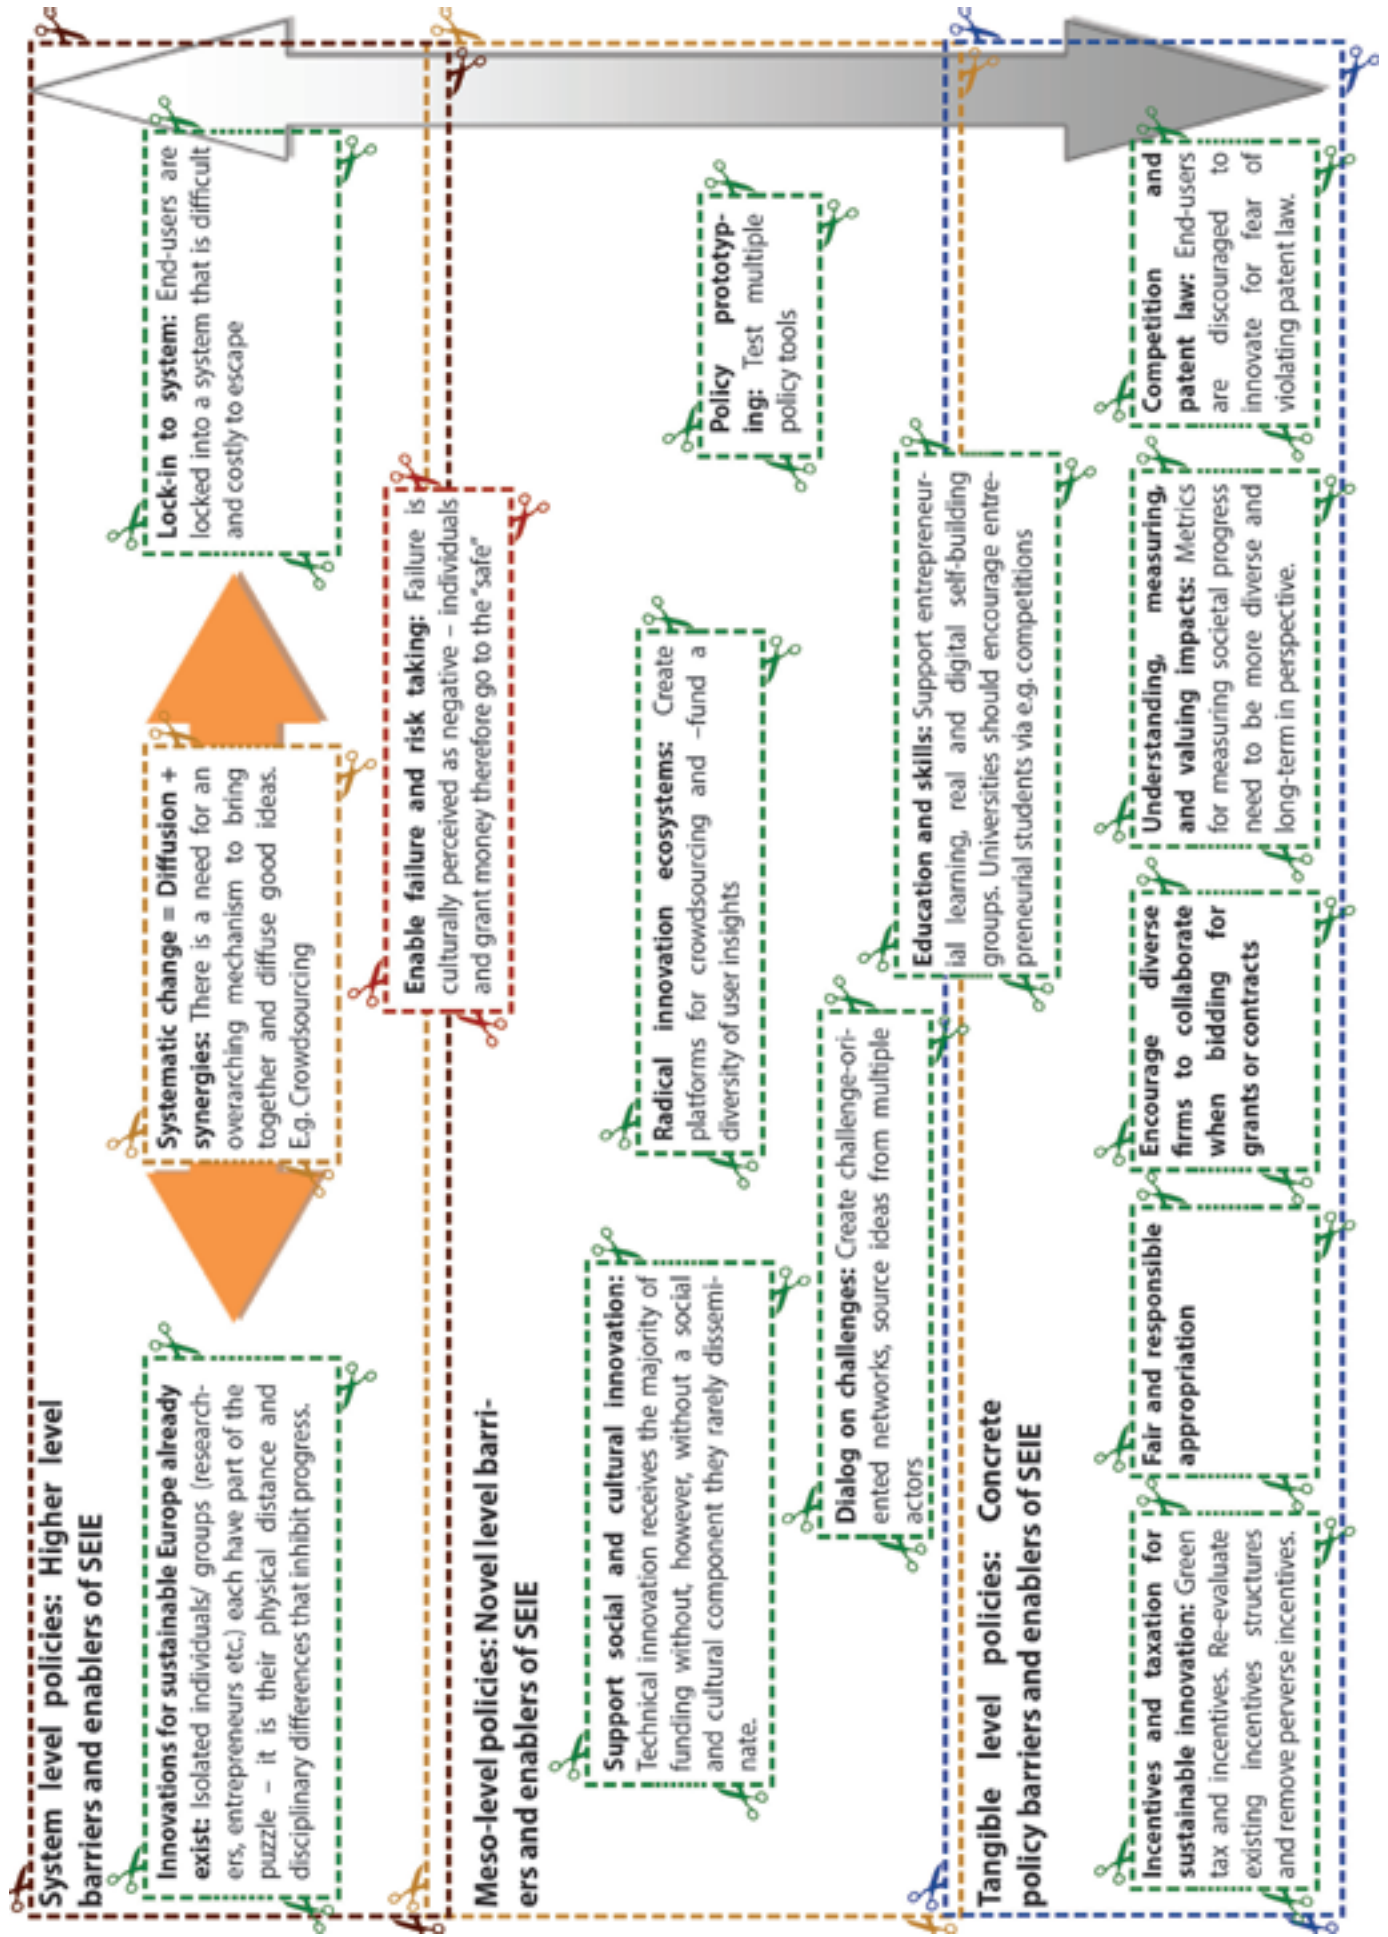 System level policies: Higher level
barriers and enablers of SEIE
Innovations for sustainable Europe already
exist: Isolated individuals/ groups (research-
ers, entrepreneurs etc.) each have part of the
puzzle – it is their physical distance and
disciplinary differences that inhibit progress.
Systematic change = Diffusion +
synergies: There is a need for an
overarching mechanism to bring
together and diffuse good ideas.
E.g. Crowdsourcing
Lock-in to system: End-users are
locked into a system that is difficult
and costly to escape
Enable failure and risk taking: Failure is
culturally perceived as negative – individuals
and grant money therefore go to the "safe"
Meso-level policies: Novel level barri-
ers and enablers of SEIE
Support social and cultural innovation:
Technical innovation receives the majority of
funding without, however, without a social
and cultural component they rarely dissemi-
nate.
Radical innovation ecosystems: Create
platforms for crowdsourcing and –fund a
diversity of user insights
Policy prototyp-
ing: Test multiple
policy tools
Dialog on challenges: Create challenge-ori-
ented networks, source ideas from multiple
actors
Education and skills: Support entrepreneur-
ial learning, real and digital self-building
groups. Universities should encourage entre-
preneurial students via e.g. competitions
Tangible level policies: Concrete
policy barriers and enablers of SEIE
Incentives and taxation for
sustainable innovation: Green
tax and incentives. Re-evaluate
existing incentives structures
and remove perverse incentives.
Fair and responsible
appropriation
Encourage diverse
firms to collaborate
when bidding for
grants or contracts
Understanding, measuring,
and valuing impacts: Metrics
for measuring societal progress
need to be more diverse and
long-term in perspective.
Competition and
patent law: End-users
are discouraged to
innovate for fear of
violating patent law.